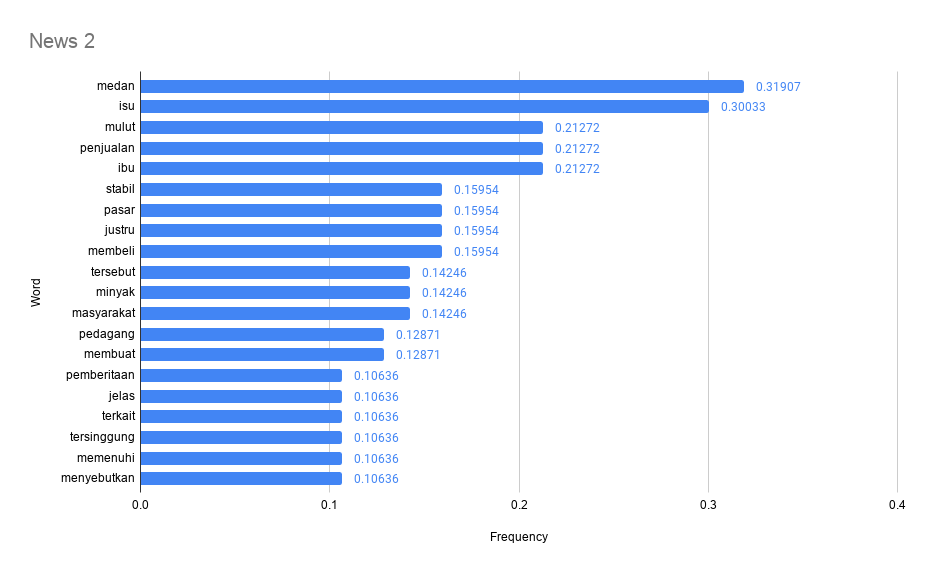 News 2
medan 0.31907
isu 0.30033
mulut 0.21272
penjualan 0.21272
ibu 0.21272
stabil 0.15954
pasar 0.15954
justru 0.15954
membeli 0.15954
tersebut 0.14246
minyak 0.14246
masyarakat 0.14246
pedagang 0.12871
membuat 0.12871
pemberitaan 0.10636
jelas 0.10636
terkait 0.10636
tersinggung 0.10636
memenuhi 0.10636
menyebutkan 0.10636
Word
0.0 0.1 0.2 0.3 0.4
Frequency